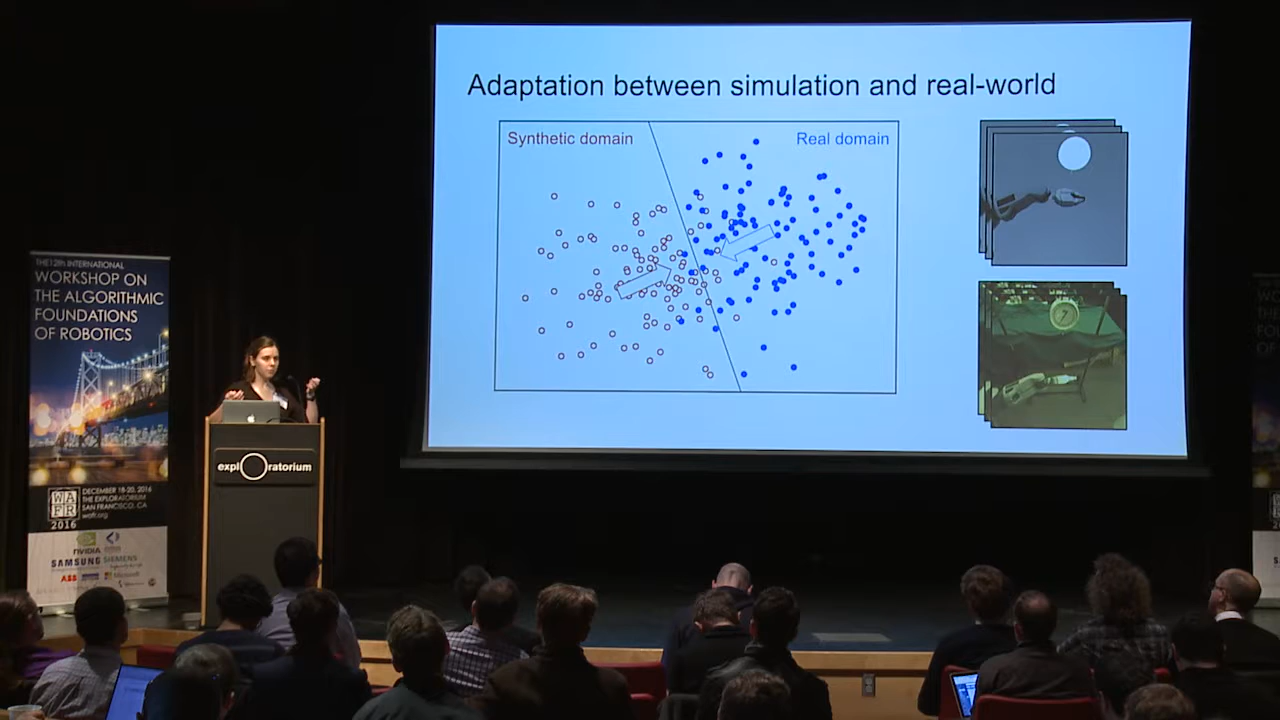 Adaptation between simulation and real-world
Synthetic domain
Real domain
THE 12th INTERNATIONAL
WORKSHOP ON
THE ALGORITHMIC
FOUNDATIONS
OF ROBOTICS
WAFR
2016
DECEMBER 18-20, 2016
THE EXPLORATORIUM
SAN FRANCISCO, CA
wafr.org
NVIDIA
SAMSUNG SIEMENS
ABB
Microsoft
explOratorium